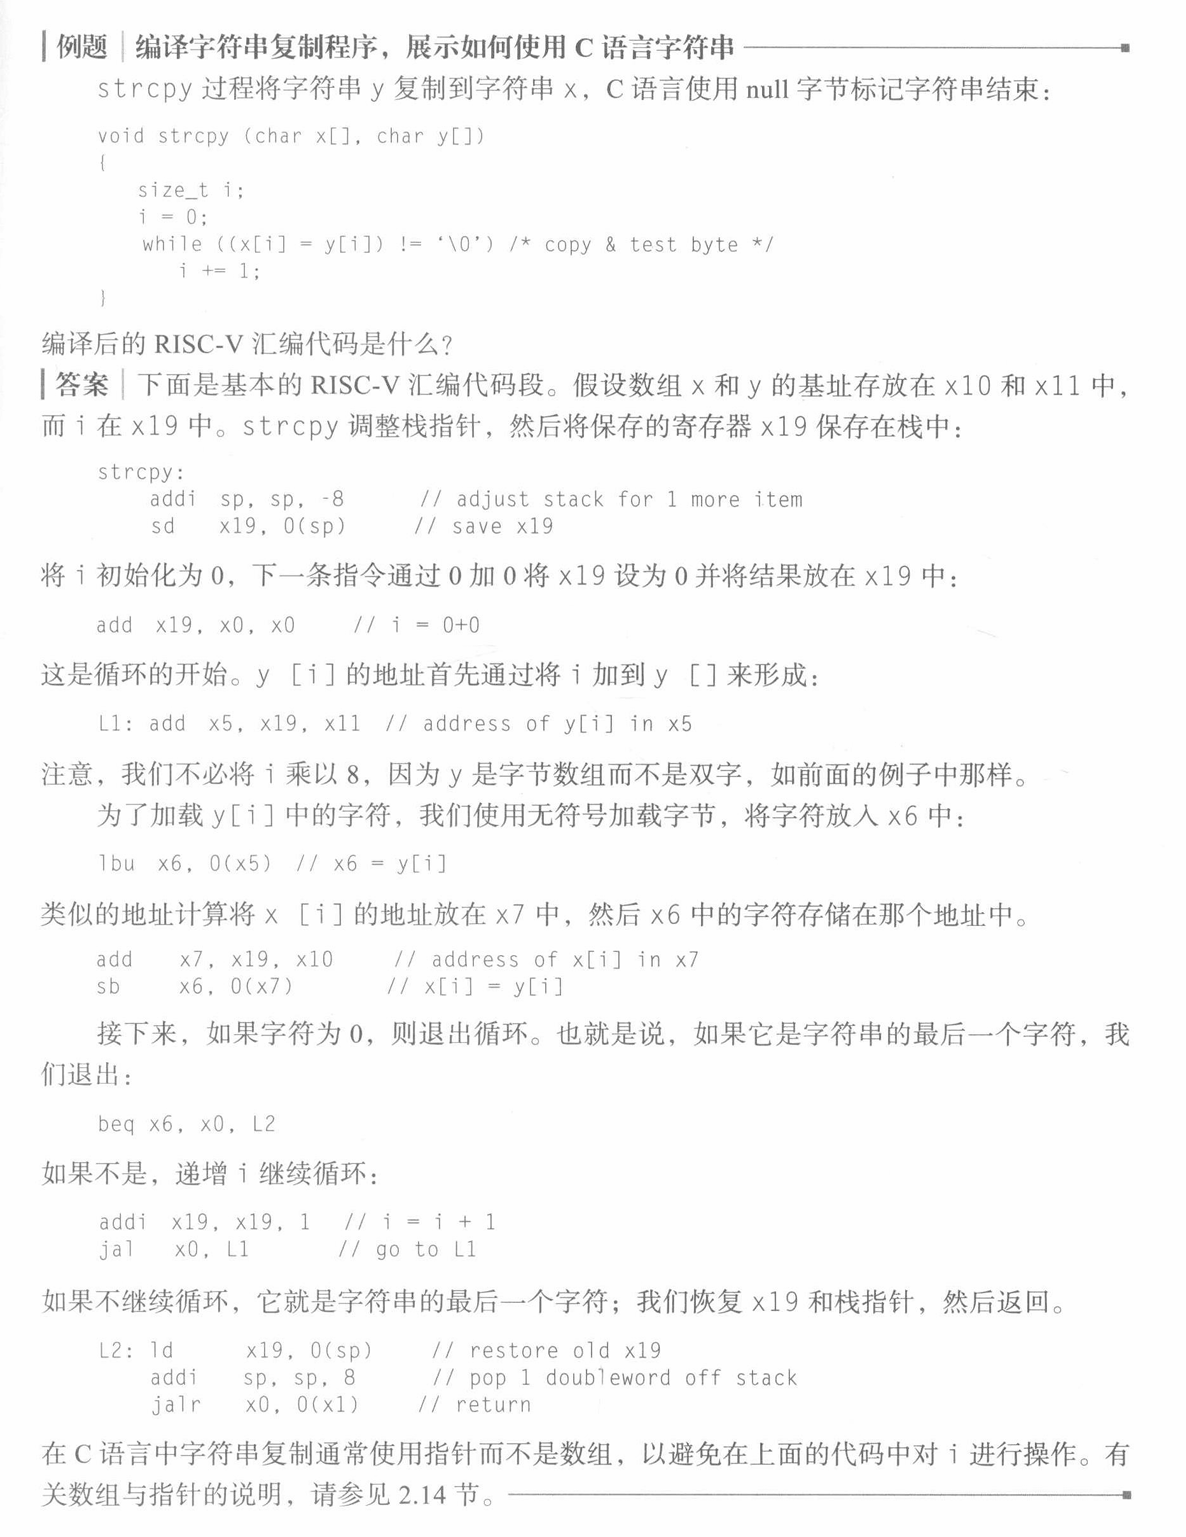 例题 编译字符串复制程序，展示如何使用 C 语言字符串
strcpy 过程将字符串 y 复制到字符串 x，C 语言使用 null 字节标记字符串结束：
void strcpy (char x[], char y[])
{
size_t i;
i = 0;
while ((x[i] = y[i]) != ‘\0’) /* copy & test byte */
i += 1;
}
编译后的 RISC-V 汇编代码是什么？
答案 下面是基本的 RISC-V 汇编代码段。假设数组 x 和 y 的基址存放在 x10 和 x11 中，
而 i 在 x19 中。strcpy 调整栈指针，然后将保存的寄存器 x19 保存在栈中：
strcpy:
addi sp, sp, -8 // adjust stack for 1 more item
sd x19, 0(sp) // save x19
将 i 初始化为 0，下一条指令通过 0 加 0 将 x19 设为 0 并将结果放在 x19 中：
add x19, x0, x0 // i = 0+0
这是循环的开始。y [i] 的地址首先通过将 i 加到 y [] 来形成：
L1: add x5, x19, x11 // address of y[i] in x5
注意，我们不必将 i 乘以 8，因为 y 是字节数组而不是双字，如前面的例子中那样。
为了加载 y[i] 中的字符，我们使用无符号加载字节，将字符放入 x6 中：
lbu x6, 0(x5) // x6 = y[i]
类似的地址计算将 x [i] 的地址放在 x7 中，然后 x6 中的字符存储在那个地址中。
add x7, x19, x10 // address of x[i] in x7
sb x6, 0(x7) // x[i] = y[i]
接下来，如果字符为 0，则退出循环。也就是说，如果它是字符串的最后一个字符，我
们退出：
beq x6, x0, L2
如果不是，递增 i 继续循环：
addi x19, x19, 1 // i = i + 1
jal x0, L1 // go to L1
如果不继续循环，它就是字符串的最后一个字符；我们恢复 x19 和栈指针，然后返回。
L2: ld x19, 0(sp) // restore old x19
addi sp, sp, 8 // pop 1 doubleword off stack
jalr x0, 0(x1) // return
在 C 语言中字符串复制通常使用指针而不是数组，以避免在上面的代码中对 i 进行操作。有
关数组与指针的说明，请参见 2.14 节。